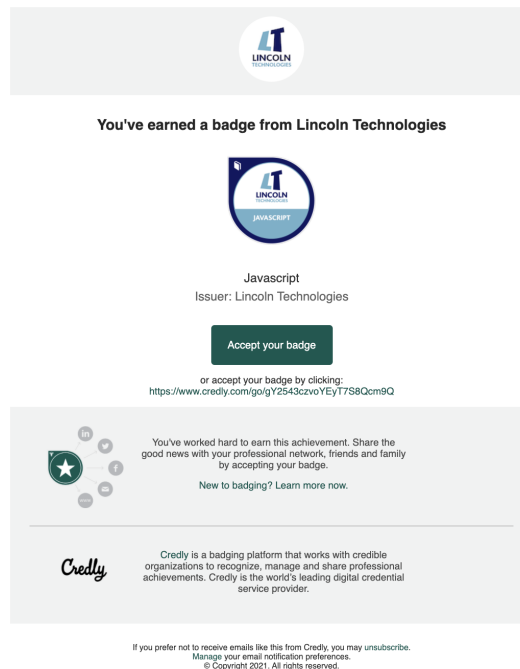 LT
LINCOLN
TECHNOLOGIES
You've earned a badge from Lincoln Technologies
LT
LINCOLN
TECHNOLOGIES
JAVASCRIPT
Javascript
Issuer: Lincoln Technologies
Accept your badge
or accept your badge by clicking:
https://www.credly.com/go/gY2543czvoYEyT7S8Qcm9Q
in
f
www
You've worked hard to earn this achievement. Share the
good news with your professional network, friends and family
by accepting your badge.
New to badging? Learn more now.
Credly
Credly is a badging platform that works with credible
organizations to recognize, manage and share professional
achievements. Credly is the world's leading digital credential
service provider.
If you prefer not to receive emails like this from Credly, you may unsubscribe.
Manage your email notification preferences.
© Copyright 2021. All rights reserved.